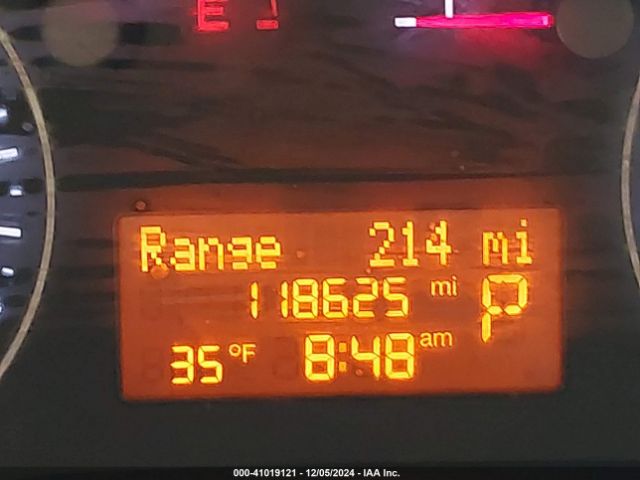 E
Range 214 mi
118625 mi P
35 °F 8:48 am
000-41019121 - 12/05/2024 - IAA Inc.